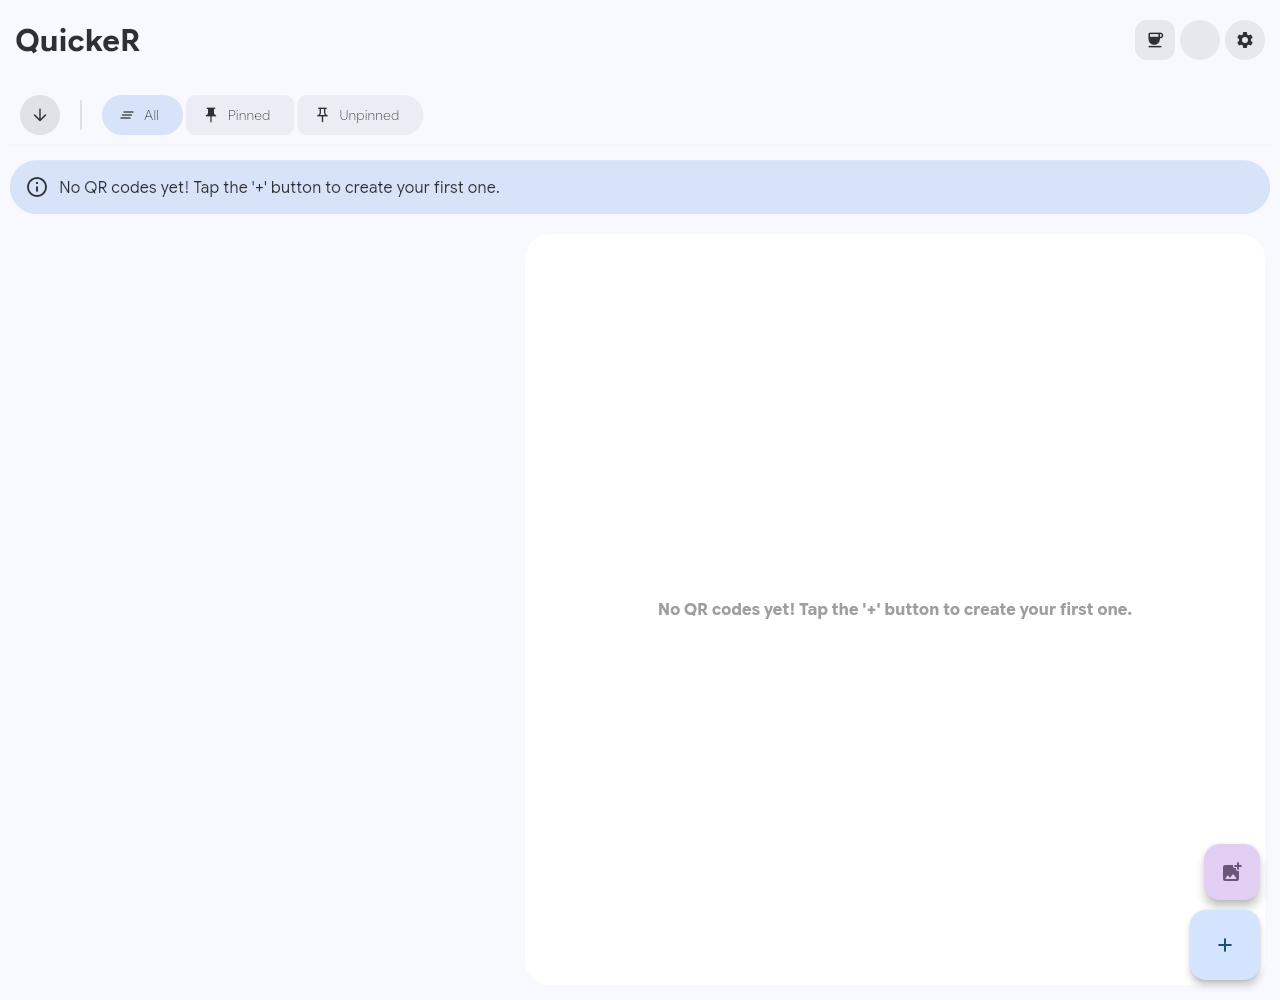 QuickeR
All
Pinned
Unpinned
No QR codes yet! Tap the '+' button to create your first one.
No QR codes yet! Tap the '+' button to create your first one.